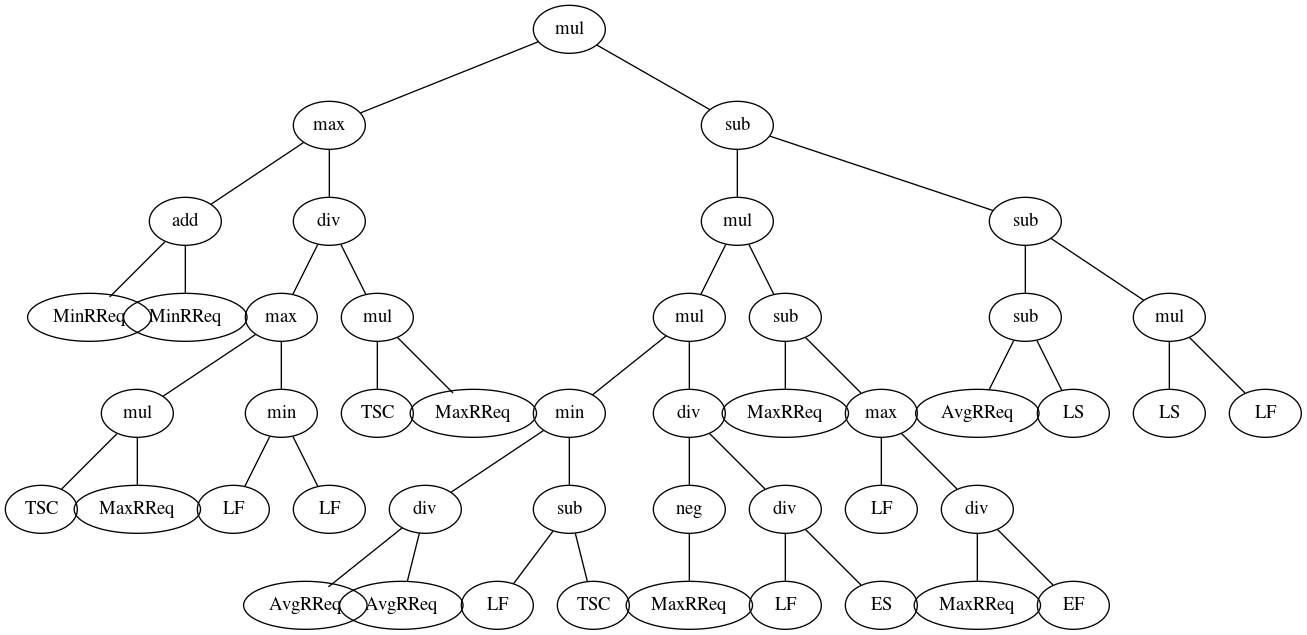 mul
max sub
add div mul sub
MinRReq MinRReq max mul mul sub sub mul
mul min TSC MaxRReq min div MaxRReq max AvgRReq LS LS LF
TSC MaxRReq LF LF div sub neg div LF div
AvgRReq AvgRReq LF TSC MaxRReq LF ES MaxRReq EF